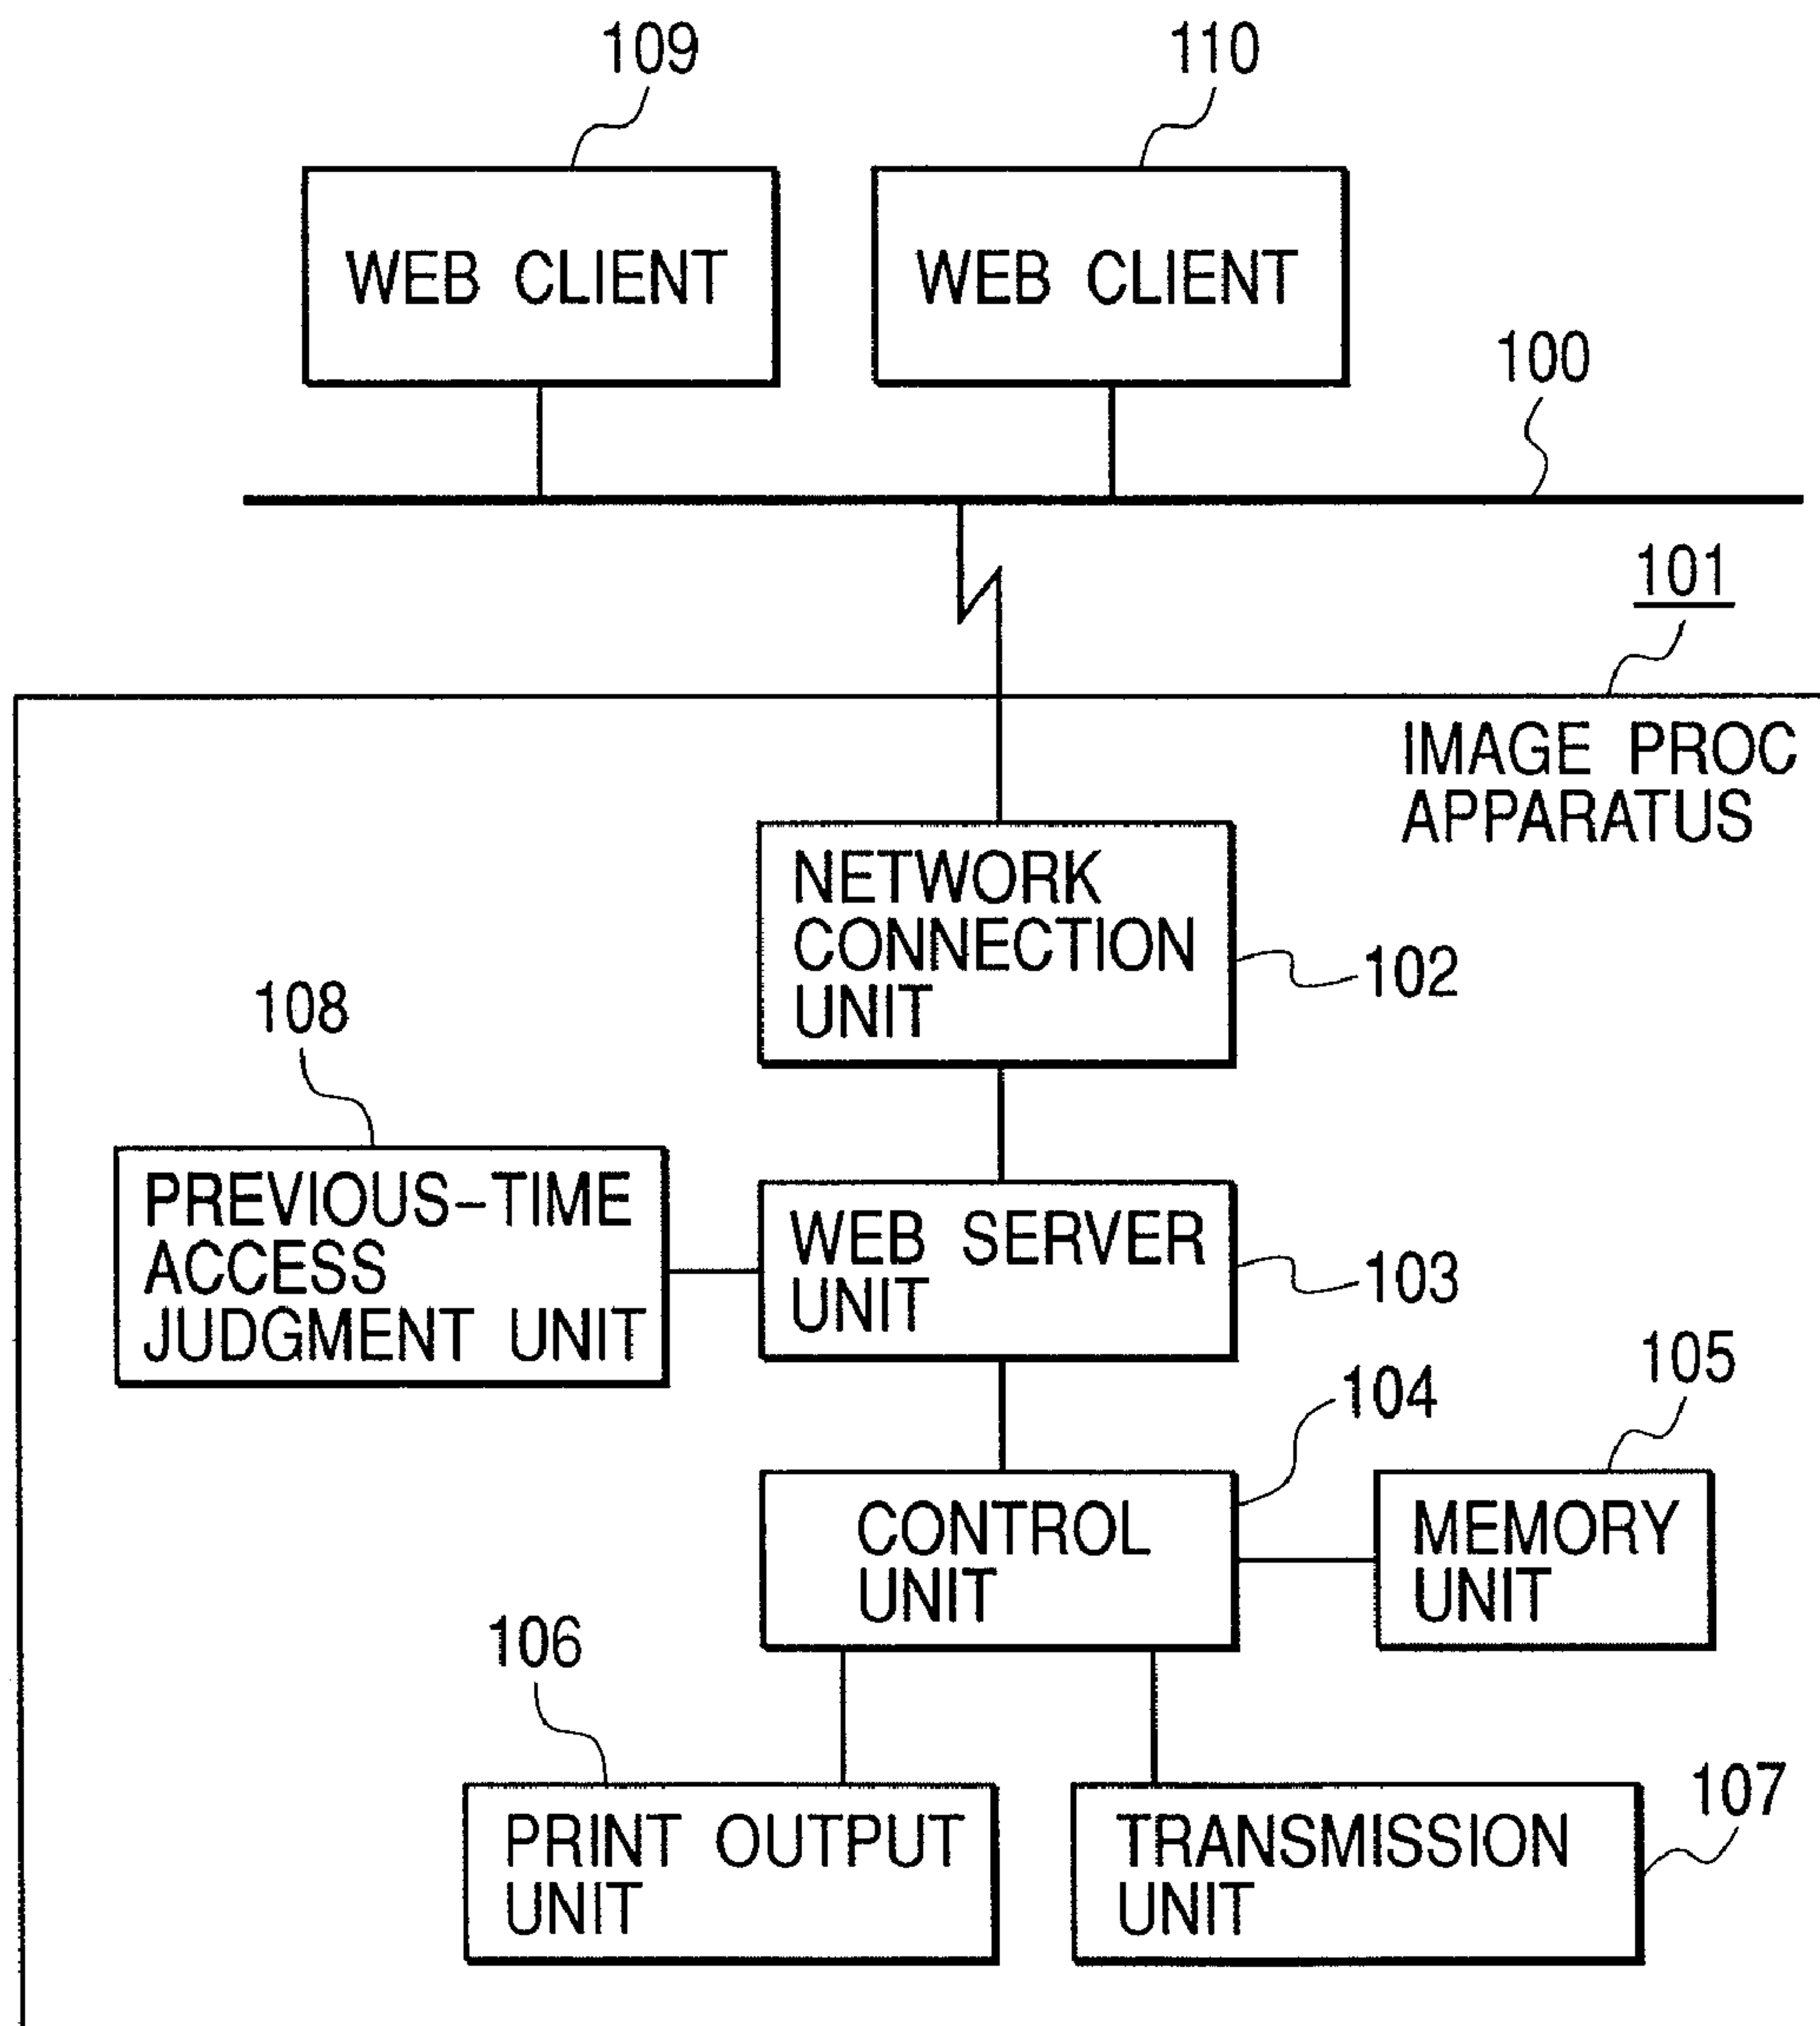 109
110
WEB CLIENT
WEB CLIENT
100
101
IMAGE PROC
APPARATUS
NETWORK
CONNECTION
UNIT
102
108
PREVIOUS-TIME
ACCESS
JUDGMENT UNIT
WEB SERVER
UNIT
103
104
105
CONTROL
UNIT
MEMORY
UNIT
106
107
PRINT OUTPUT
UNIT
TRANSMISSION
UNIT